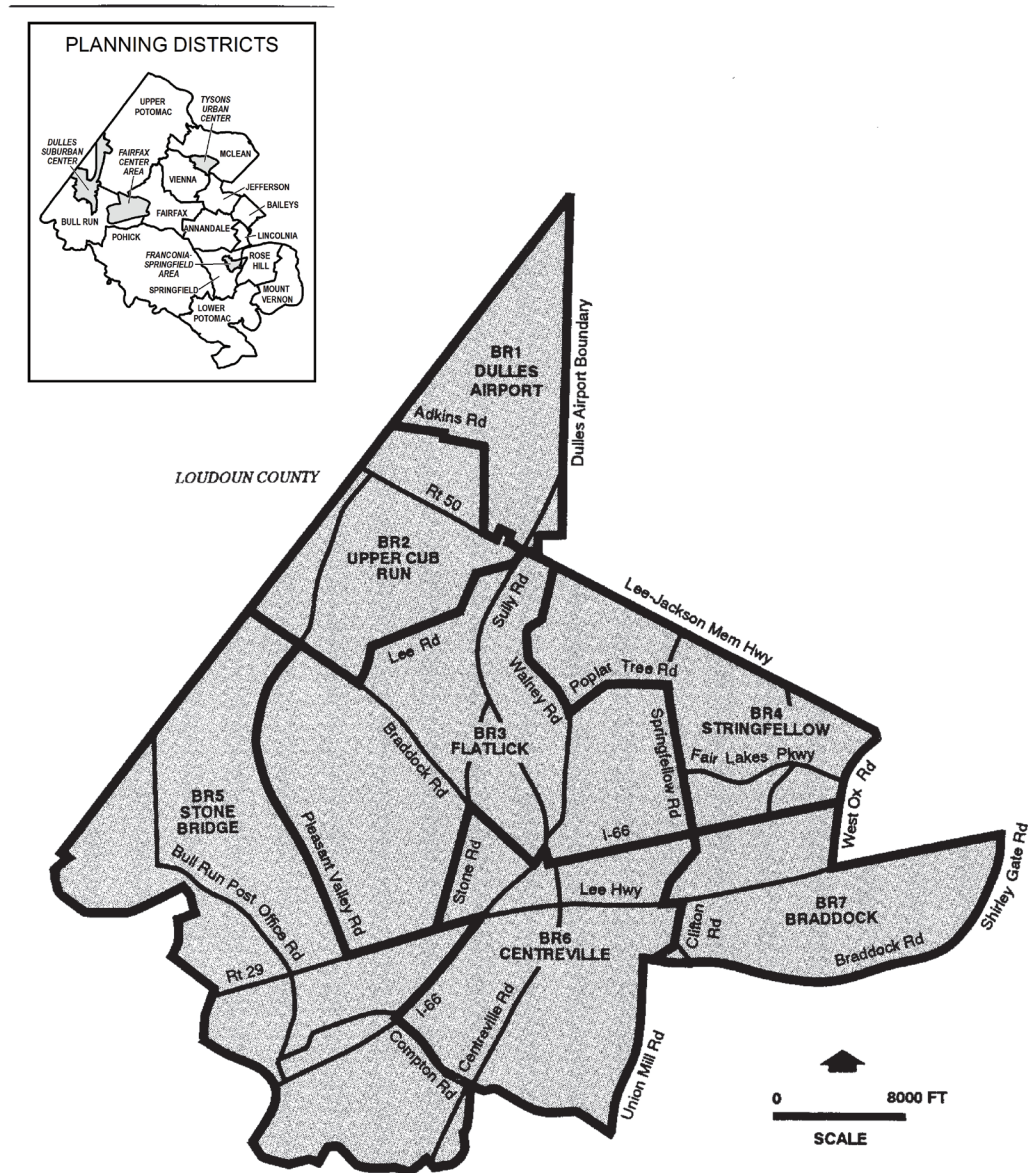 PLANNING DISTRICTS
UPPER
POTOMAC
TYSONS
URBAN
CENTER
DULLES
SUBURBAN
CENTER
FAIRFAX
CENTER
AREA
MCLEAN
VIENNA
JEFFERSON
BAILEYS
BULL RUN
FAIRFAX
ANNANDALE
LINCOLNIA
POHICK
FRANCONIA-
SPRINGFIELD
AREA
ROSE
HILL
SPRINGFIELD
MOUNT
VERNON
LOWER
POTOMAC
BR1
DULLES
AIRPORT
Dulles Airport Boundary
Adkins Rd
LOUDOUN COUNTY
Rt 50
BR2
UPPER CUB
RUN
Sully Rd
Lee-Jackson Mem Hwy
Lee Rd
Walney Rd
Poplar Tree Rd
BR4
STRINGFELLOW
Springfellow Rd
Fair Lakes Pkwy
West Ox Rd
BR3
FLATLICK
Braddock Rd
BR5
STONE
BRIDGE
Pleasant Valley Rd
Bull Run Post Office Rd
Stone Rd
I-66
Lee Hwy
Shirley Gate Rd
BR7
BRADDOCK
Clifton
Rd
Braddock Rd
BR6
CENTREVILLE
Rt 29
I-66
Centreville Rd
Compton Rd
Union Mill Rd
0 8000 FT
SCALE